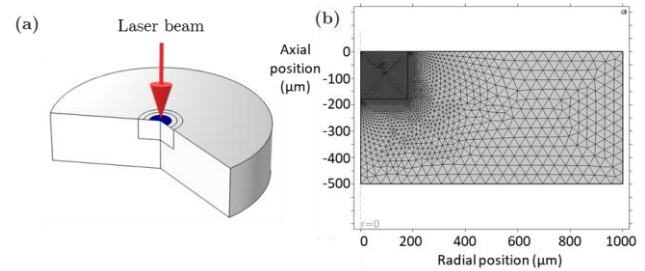 (a)
Laser beam
(b)
Axial
position
(μm)
0
-100
-200
-300
-400
-500
r=0
0 200 400 600 800 1000
Radial position (μm)